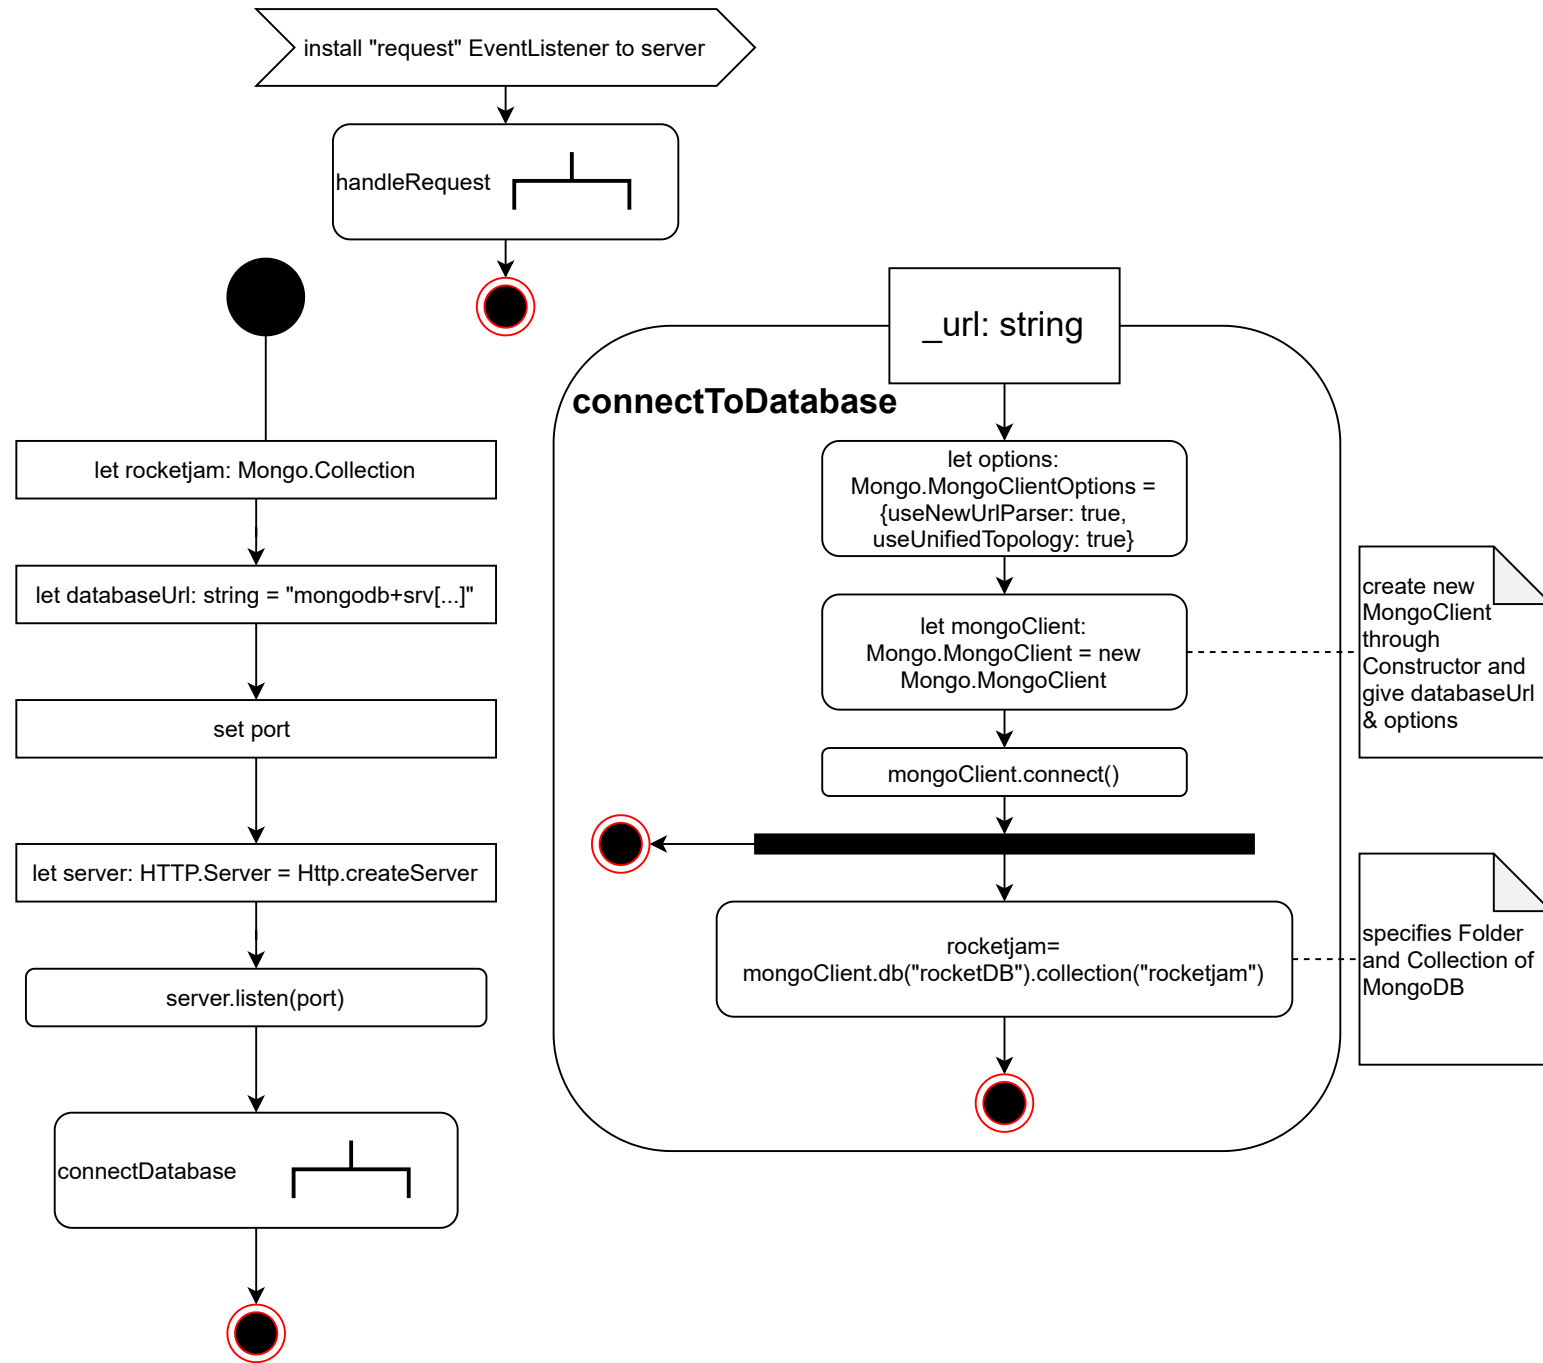 install "request" EventListener to server
handleRequest
_url: string
connectToDatabase
let rocketjam: Mongo.Collection
let options:
Mongo.MongoClientOptions =
{useNewUrlParser: true,
useUnifiedTopology: true}
let databaseUrl: string = "mongodb+srv[...]"
create new
MongoClient
through
Constructor and
give databaseUrl
& options
let mongoClient:
Mongo.MongoClient = new
Mongo.MongoClient
set port
mongoClient.connect()
let server: HTTP.Server = Http.createServer
rocketjam=
mongoClient.db("rocketDB").collection("rocketjam")
specifies Folder
and Collection of
MongoDB
server.listen(port)
connectDatabase